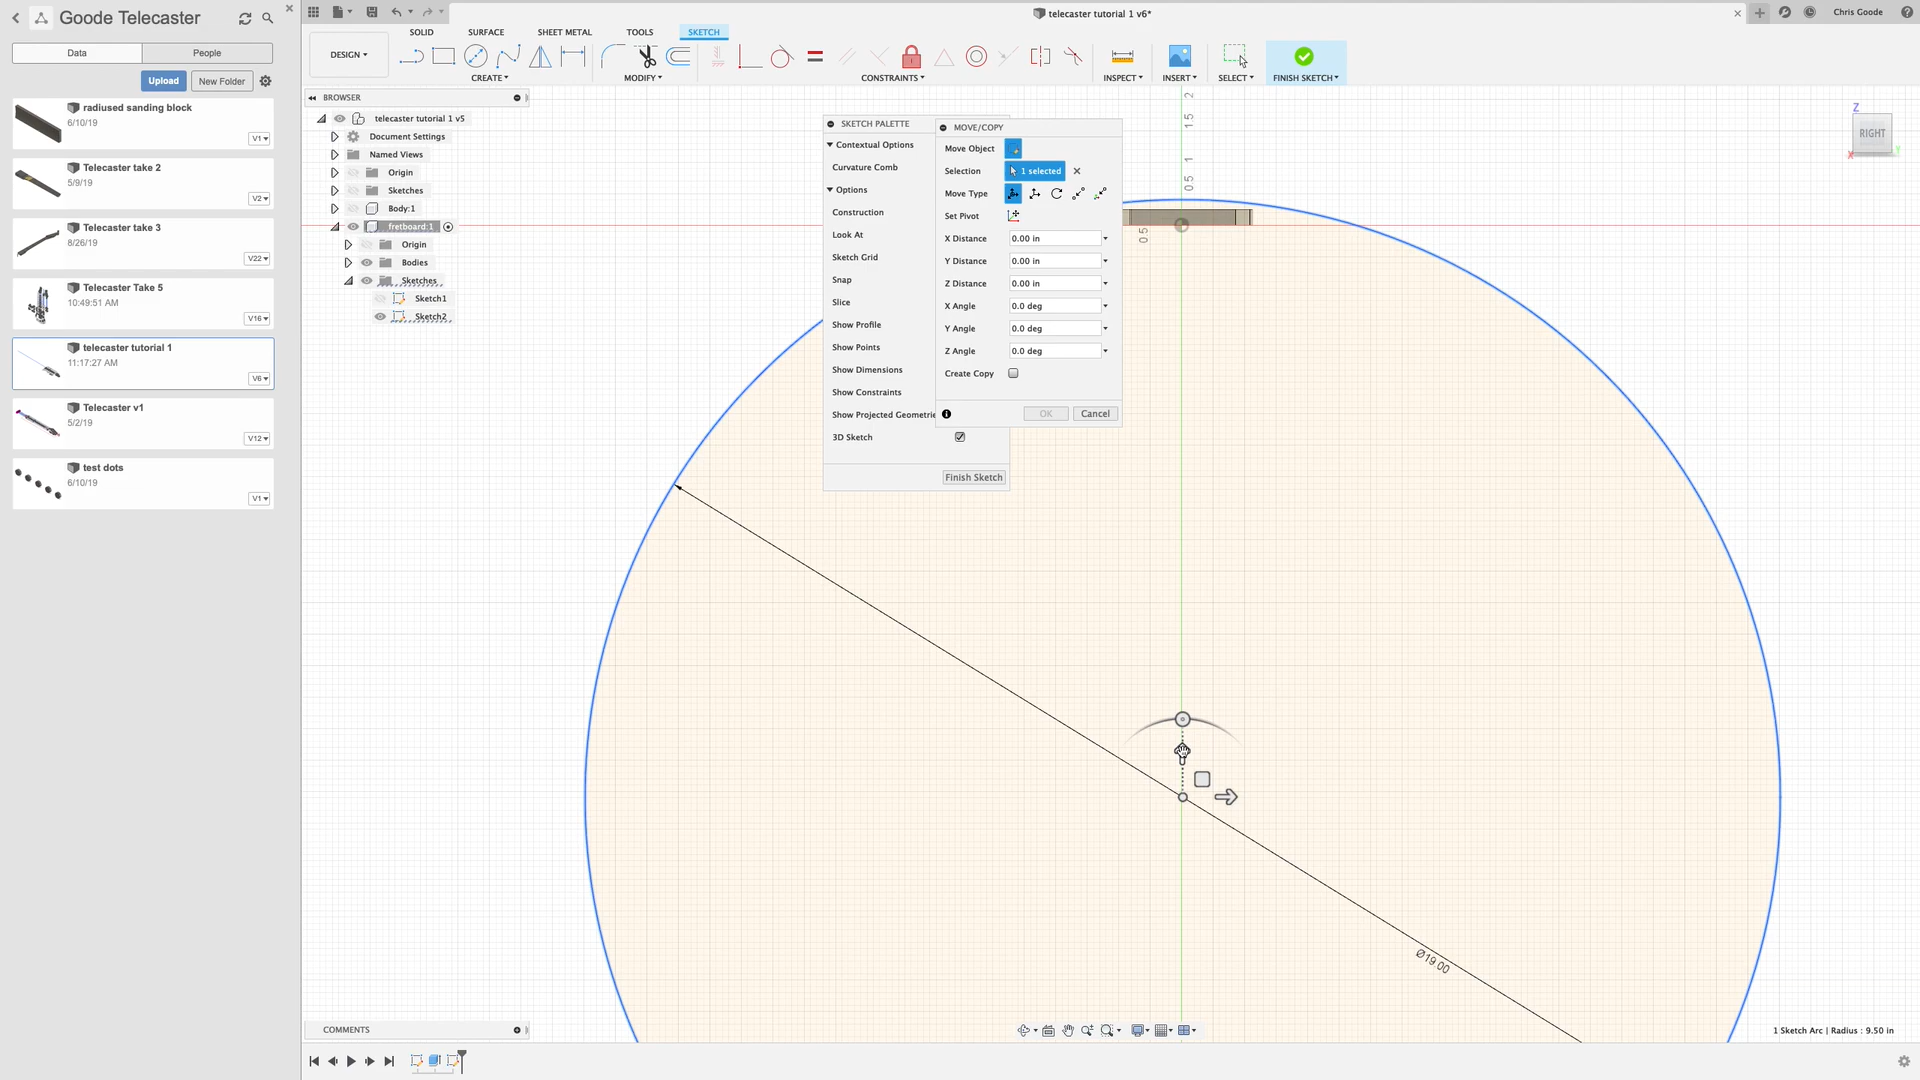 Goode Telecaster
telecaster tutorial 1 v6*
Chris Goode
Data
People
Upload
New Folder
radiused sanding block
6/10/19
V1
Telecaster take 2
5/9/19
V2
Telecaster take 3
8/26/19
V22
Telecaster Take 5
10:49:51 AM
V16
telecaster tutorial 1
11:17:27 AM
V6
Telecaster v1
5/2/19
V12
test dots
6/10/19
V1
DESIGN
SOLID
SURFACE
SHEET METAL
TOOLS
SKETCH
CREATE
MODIFY
CONSTRAINTS
INSPECT
INSERT
SELECT
FINISH SKETCH
BROWSER
telecaster tutorial 1 v5
Document Settings
Named Views
Origin
Sketches
Body:1
fretboard:1
Origin
Bodies
Sketches
Sketch1
Sketch2
SKETCH PALETTE
Contextual Options
Curvature Comb
Options
Construction
Look At
Sketch Grid
Snap
Slice
Show Profile
Show Points
Show Dimensions
Show Constraints
Show Projected Geometrie
3D Sketch
Finish Sketch
MOVE/COPY
Move Object
Selection
1 selected
Move Type
Set Pivot
X Distance 0.00 in
Y Distance 0.00 in
Z Distance 0.00 in
X Angle 0.0 deg
Y Angle 0.0 deg
Z Angle 0.0 deg
Create Copy
OK
Cancel
2
1.5
1
0.5
0.5
Z
RIGHT
X
Y
Ø19.00
COMMENTS
1 Sketch Arc | Radius : 9.50 in